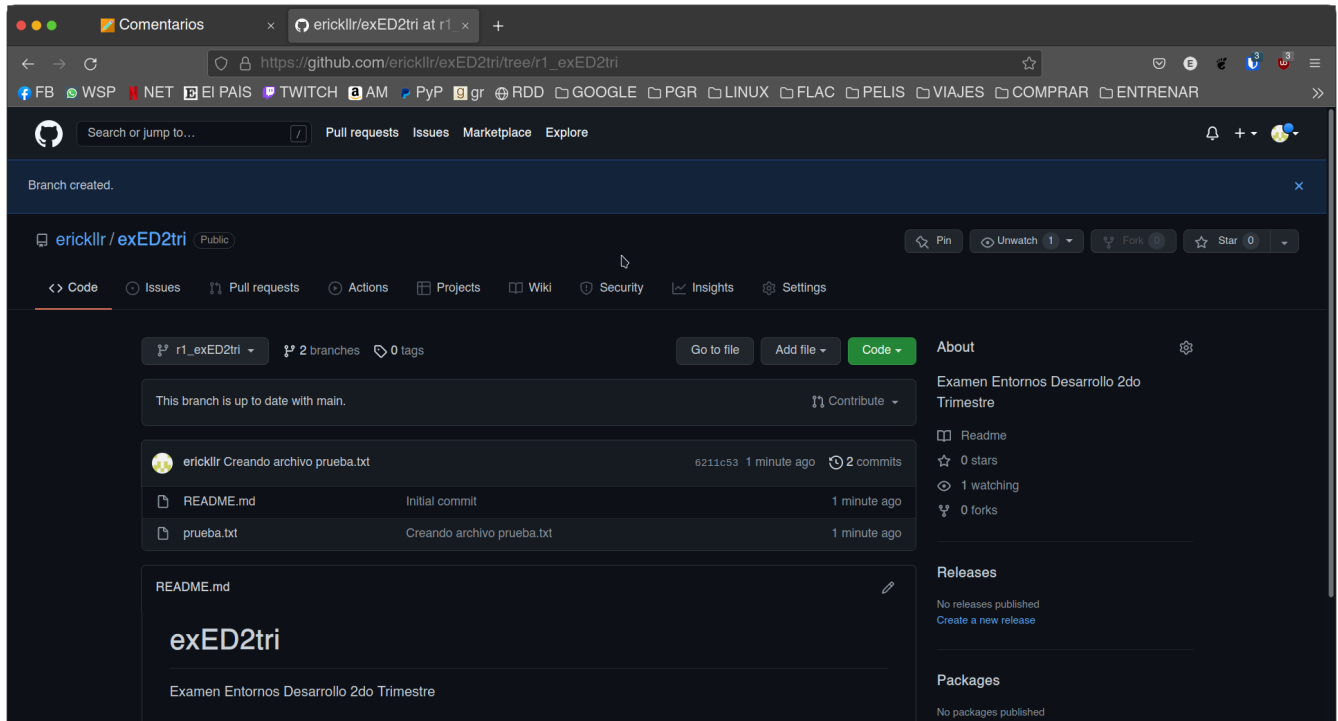 Comentarios × erickllr/exED2tri at r1_ × +
https://github.com/erickllr/exED2tri/tree/r1_exED2tri E 3 3
FB WSP NET EI PAIS TWITCH AM PyP gr RDD GOOGLE PGR LINUX FLAC PELIS VIAJES COMPRAR ENTRENAR »
Search or jump to... / Pull requests Issues Marketplace Explore
Branch created. ×
erickllr / exED2tri Public Pin Unwatch 1 Fork 0 Star 0
<> Code Issues Pull requests Actions Projects Wiki Security Insights Settings
r1_exED2tri 2 branches 0 tags Go to file Add file Code
This branch is up to date with main. Contribute
erickllr Creando archivo prueba.txt 6211c53 1 minute ago 2 commits
README.md Initial commit 1 minute ago
prueba.txt Creando archivo prueba.txt 1 minute ago
README.md
exED2tri
Examen Entornos Desarrollo 2do Trimestre
About
Examen Entornos Desarrollo 2do
Trimestre
Readme
0 stars
1 watching
0 forks
Releases
No releases published
Create a new release
Packages
No packages published